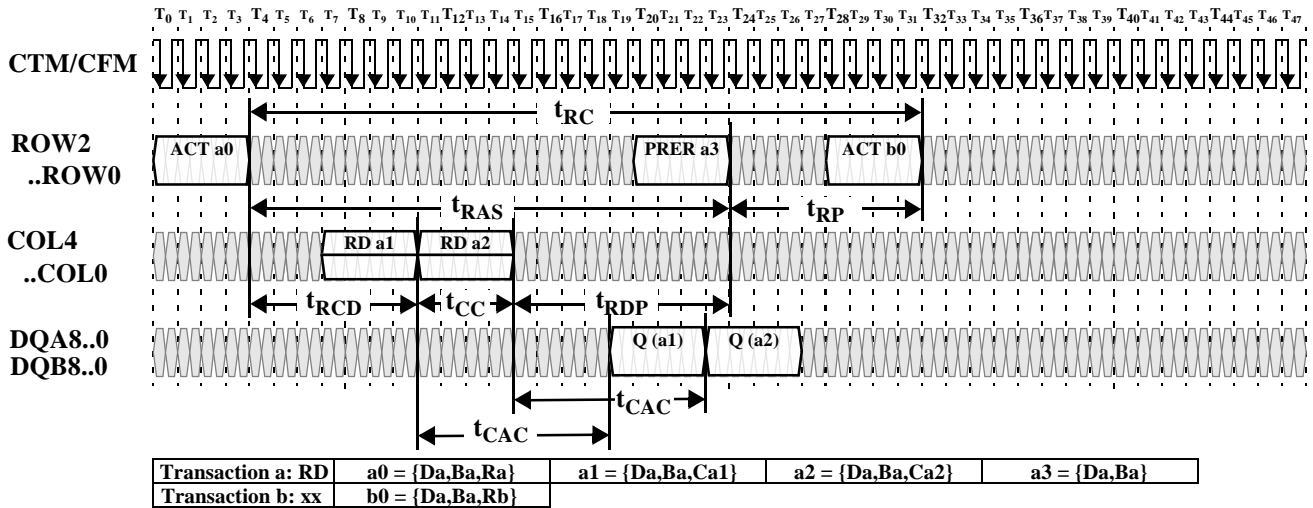 T0 T1 T2 T3 T4 T5 T6 T7 T8 T9 T10 T11 T12 T13 T14 T15 T16 T17 T18 T19 T20 T21 T22 T23 T24 T25 T26 T27 T28 T29 T30 T31 T32 T33 T34 T35 T36 T37 T38 T39 T40 T41 T42 T43 T44 T45 T46 T47
CTM/CFM
tRC
ROW2
..ROW0
ACT a0
PRER a3
ACT b0
tRAS
tRP
COL4
..COL0
RD a1
RD a2
tRCD
tCC
tRDP
DQA8..0
DQB8..0
Q (a1)
Q (a2)
tCAC
tCAC
Transaction a: RD a0 = {Da,Ba,Ra} a1 = {Da,Ba,Ca1} a2 = {Da,Ba,Ca2} a3 = {Da,Ba}
Transaction b: xx b0 = {Da,Ba,Rb}